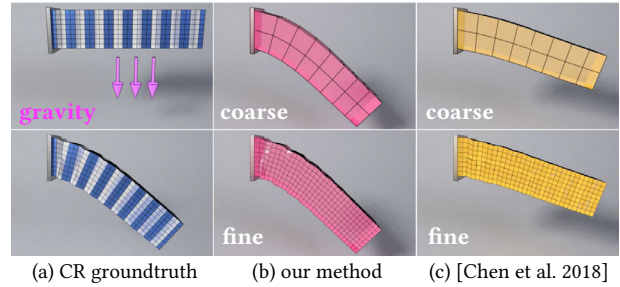 gravity
coarse
coarse
fine
fine
(a) CR groundtruth
(b) our method
(c) [Chen et al. 2018]